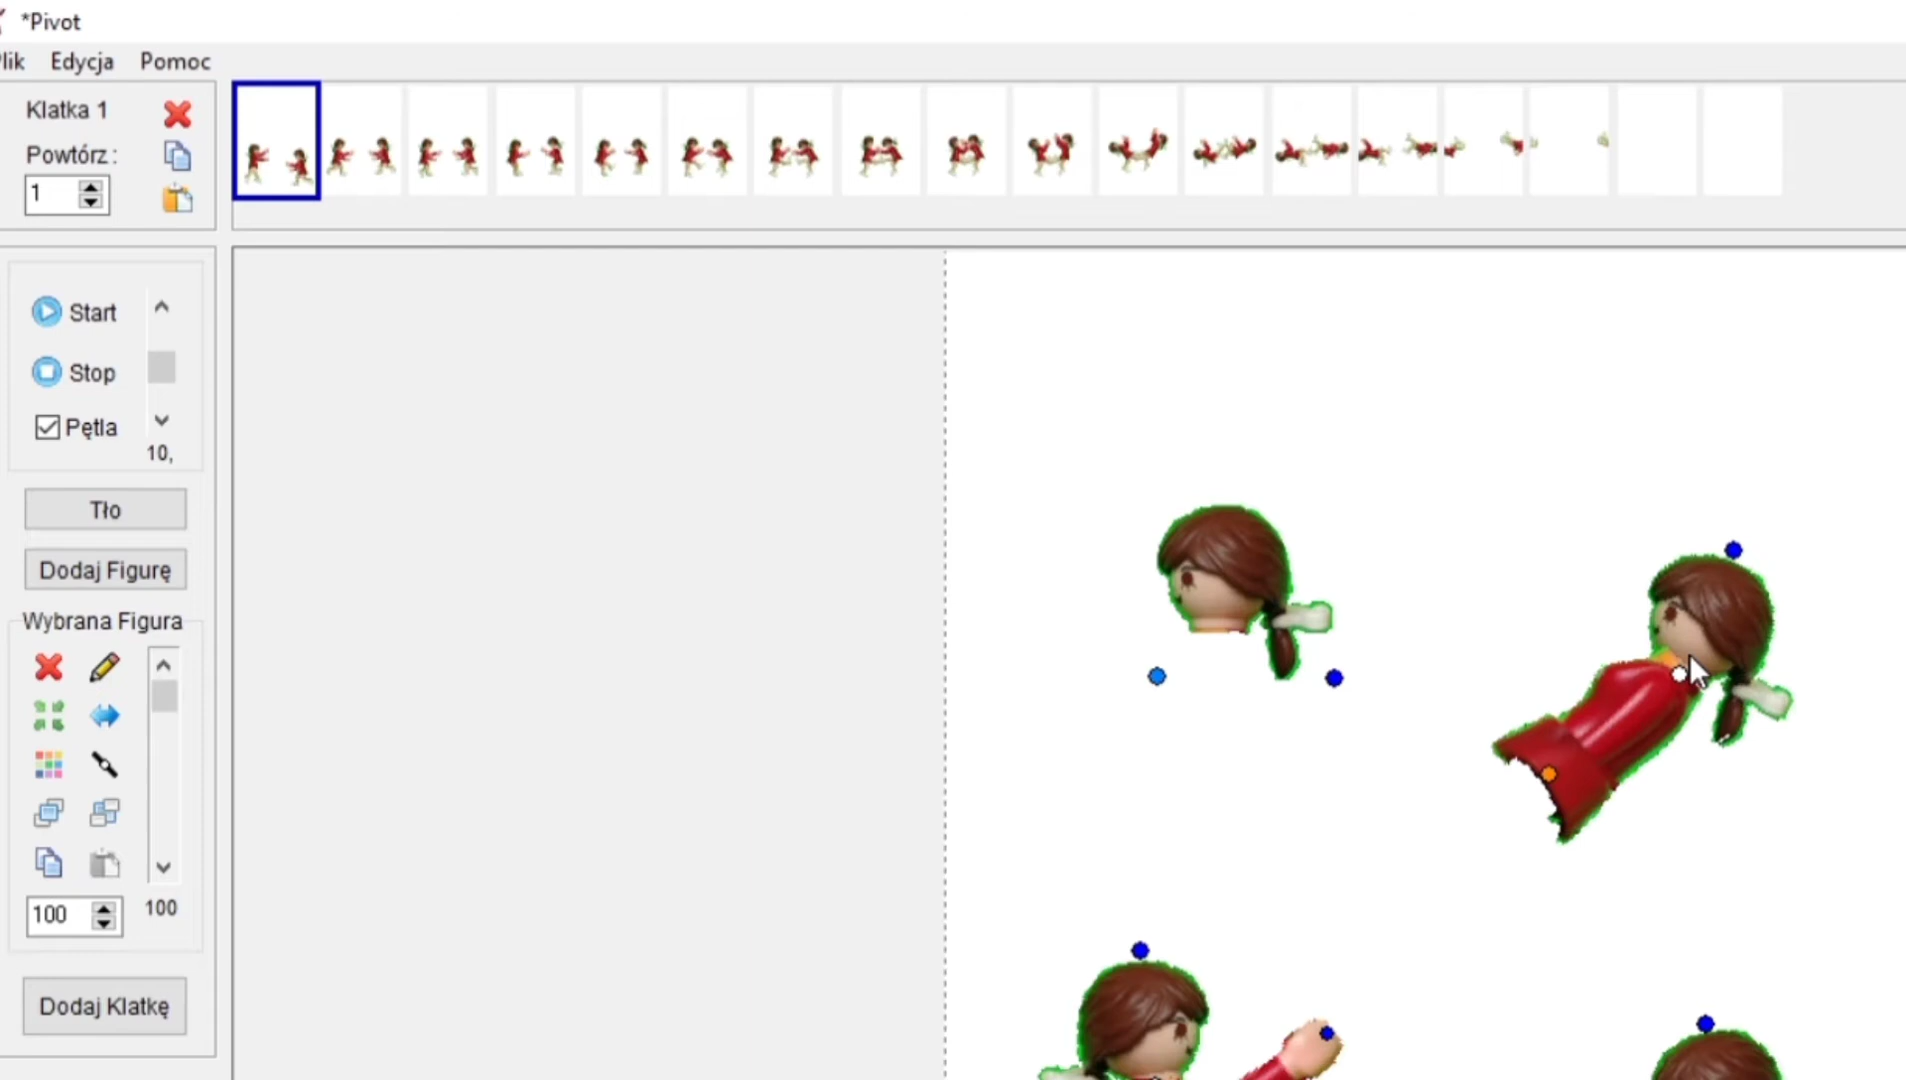 *Pivot
lik Edycja Pomoc
Klatka 1
Powtórz :
1
Start
Stop
Pętla
10,
Tło
Dodaj Figurę
Wybrana Figura
100
100
Dodaj Klatkę